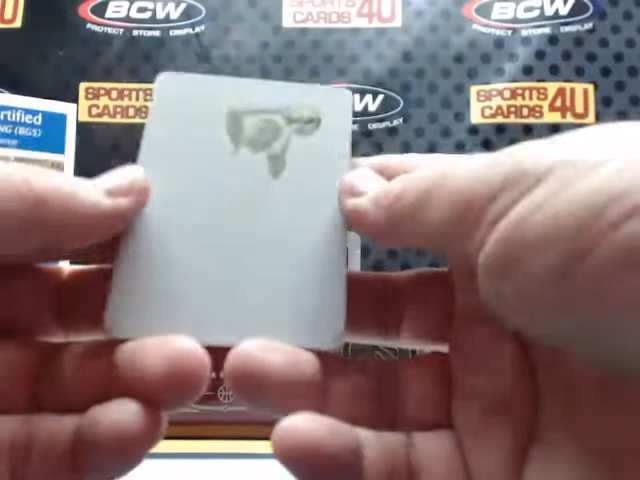 BCW
PROTECT · STORE · DISPLAY
SPORTS
CARDS 4U
BCW
PROTECT · STORE · DISPLAY
SPORTS
CARDS
W
DISPLAY
SPORTS
CARDS 4U
rtified
NG (BGS)